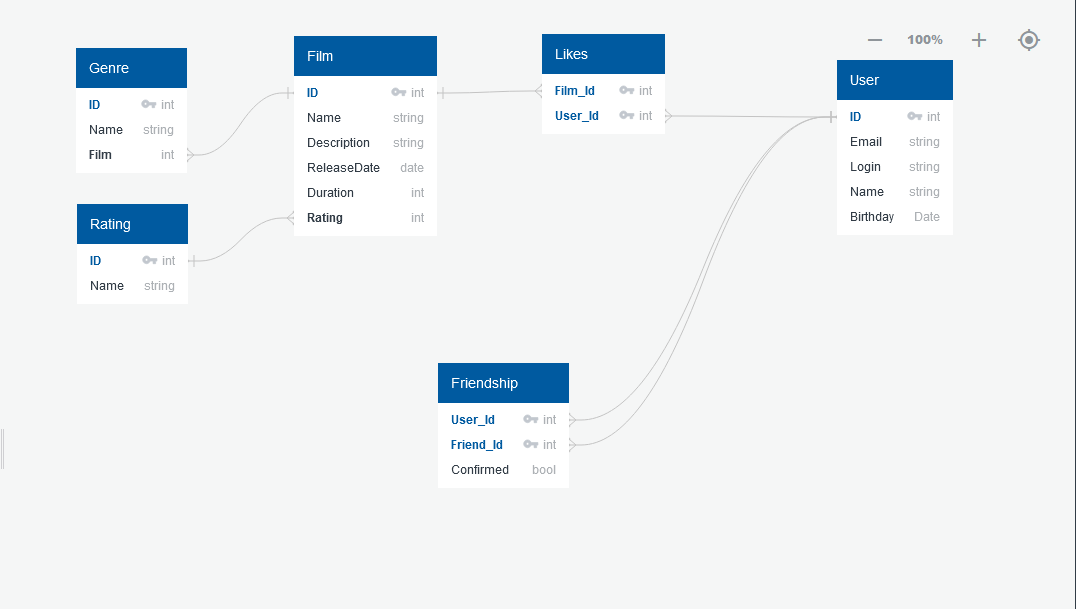 100%
Genre
ID int
Name string
Film int
Rating
ID int
Name string
Film
ID int
Name string
Description string
ReleaseDate date
Duration int
Rating int
Likes
Film_Id int
User_Id int
User
ID int
Email string
Login string
Name string
Birthday Date
Friendship
User_Id int
Friend_Id int
Confirmed bool